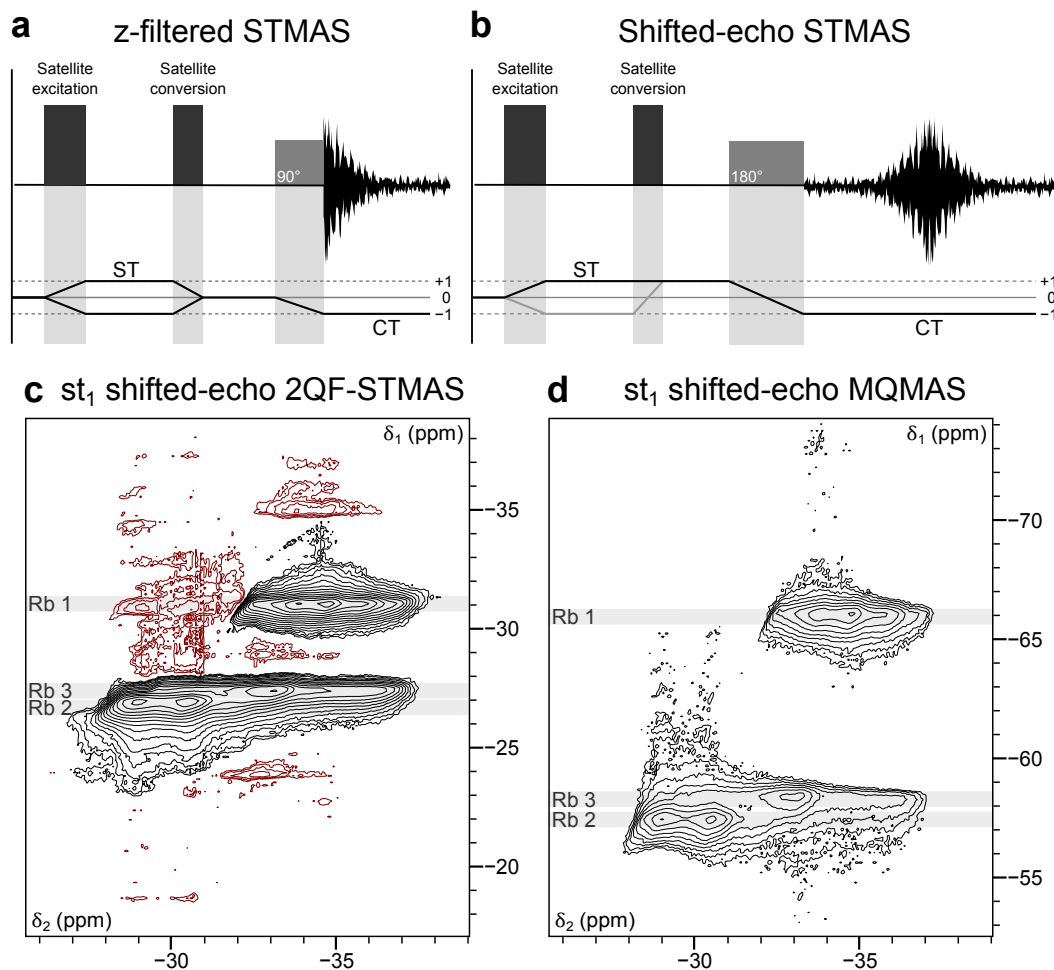 a z-filtered STMAS
Satellite excitation
Satellite conversion
90°
ST
CT
+1
0
−1
b Shifted-echo STMAS
Satellite excitation
Satellite conversion
180°
ST
CT
+1
0
−1
c st₁ shifted-echo 2QF-STMAS
δ₁ (ppm)
−35
Rb 1
−30
Rb 3
Rb 2
−25
−20
δ₂ (ppm)
−30
−35
d st₁ shifted-echo MQMAS
δ₁ (ppm)
−70
Rb 1
−65
−60
Rb 3
Rb 2
−55
δ₂ (ppm)
−30
−35